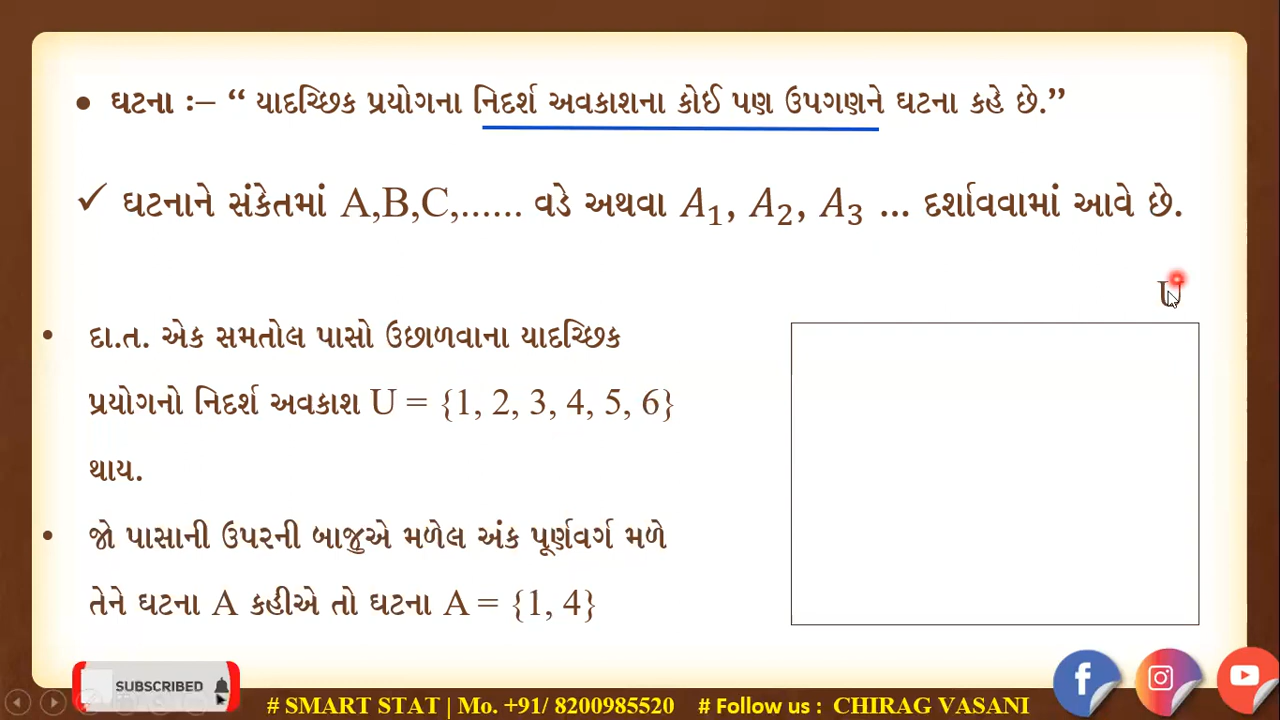 • ઘટના :– “ યાદચ્છિક પ્રયોગના નિદર્શ અવકાશના કોઈ પણ ઉપગણને ઘટના કહે છે.”
✓ ઘટનાને સંકેતમાં A,B,C,...... વડે અથવા A₁, A₂, A₃ ... દર્શાવવામાં આવે છે.
U
• દા.ત. એક સમતોલ પાસો ઉછાળવાના યાદચ્છિક
પ્રયોગનો નિદર્શ અવકાશ U = {1, 2, 3, 4, 5, 6}
થાય.
• જો પાસાની ઉપરની બાજુએ મળેલ અંક પૂર્ણવર્ગ મળે
તેને ઘટના A કહીએ તો ઘટના A = {1, 4}
SUBSCRIBED
# SMART STAT | Mo. +91/ 8200985520 # Follow us : CHIRAG VASANI